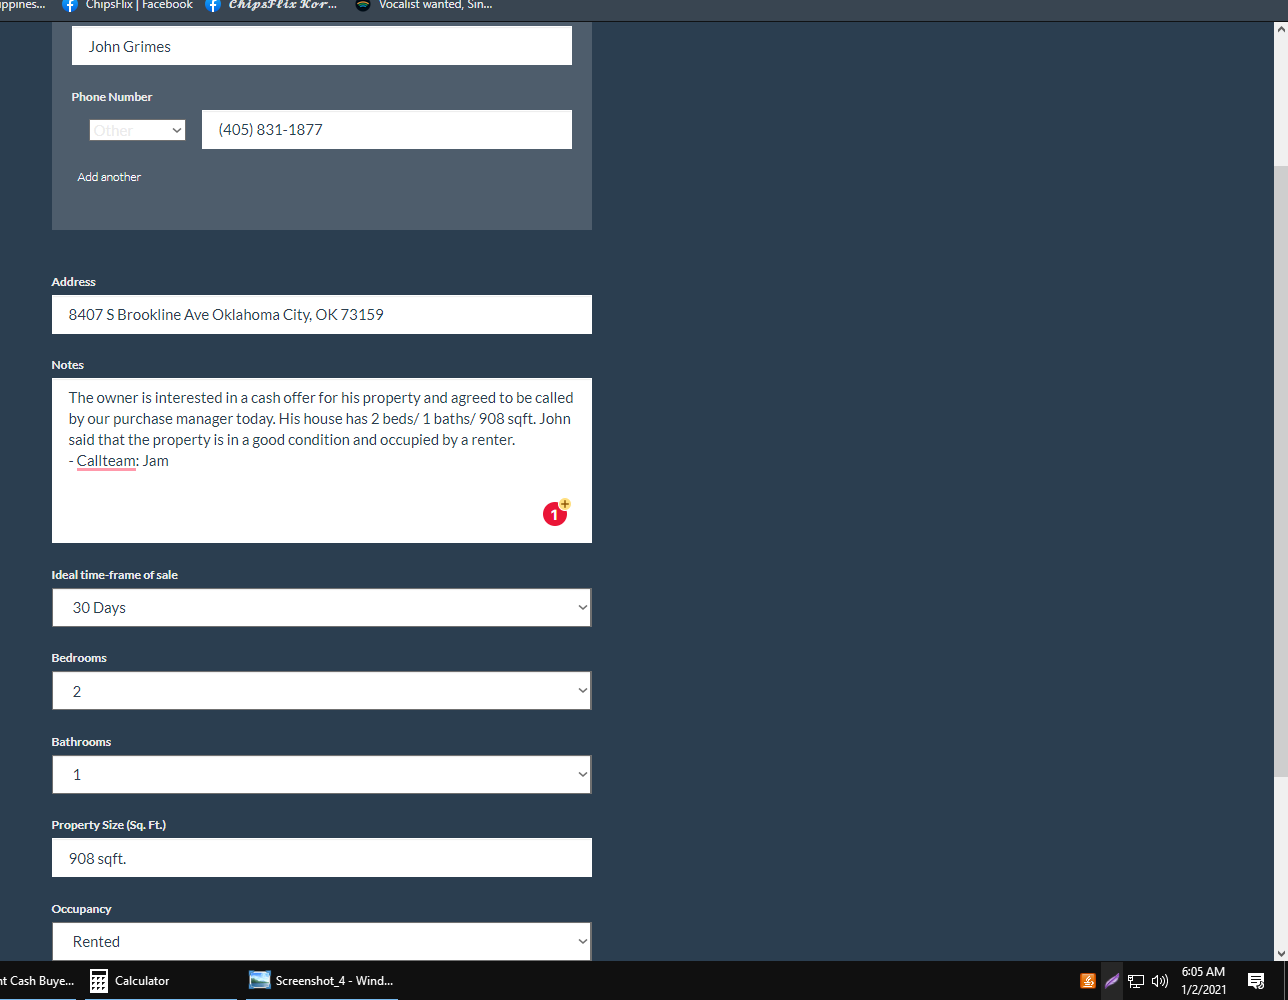 ippines...
ChipsFlix | Facebook
𝓒𝓱𝓲𝓹𝓼𝓕𝓵𝓲𝔁 𝓚𝓸𝓻...
Vocalist wanted, Sin...
John Grimes
Phone Number
Other
(405) 831-1877
Add another
Address
8407 S Brookline Ave Oklahoma City, OK 73159
Notes
The owner is interested in a cash offer for his property and agreed to be called
by our purchase manager today. His house has 2 beds/ 1 baths/ 908 sqft. John
said that the property is in a good condition and occupied by a renter.
- Callteam: Jam
1
Ideal time-frame of sale
30 Days
Bedrooms
2
Bathrooms
1
Property Size (Sq. Ft.)
908 sqft.
Occupancy
Rented
nt Cash Buye...
Calculator
Screenshot_4 - Wind...
6:05 AM
1/2/2021